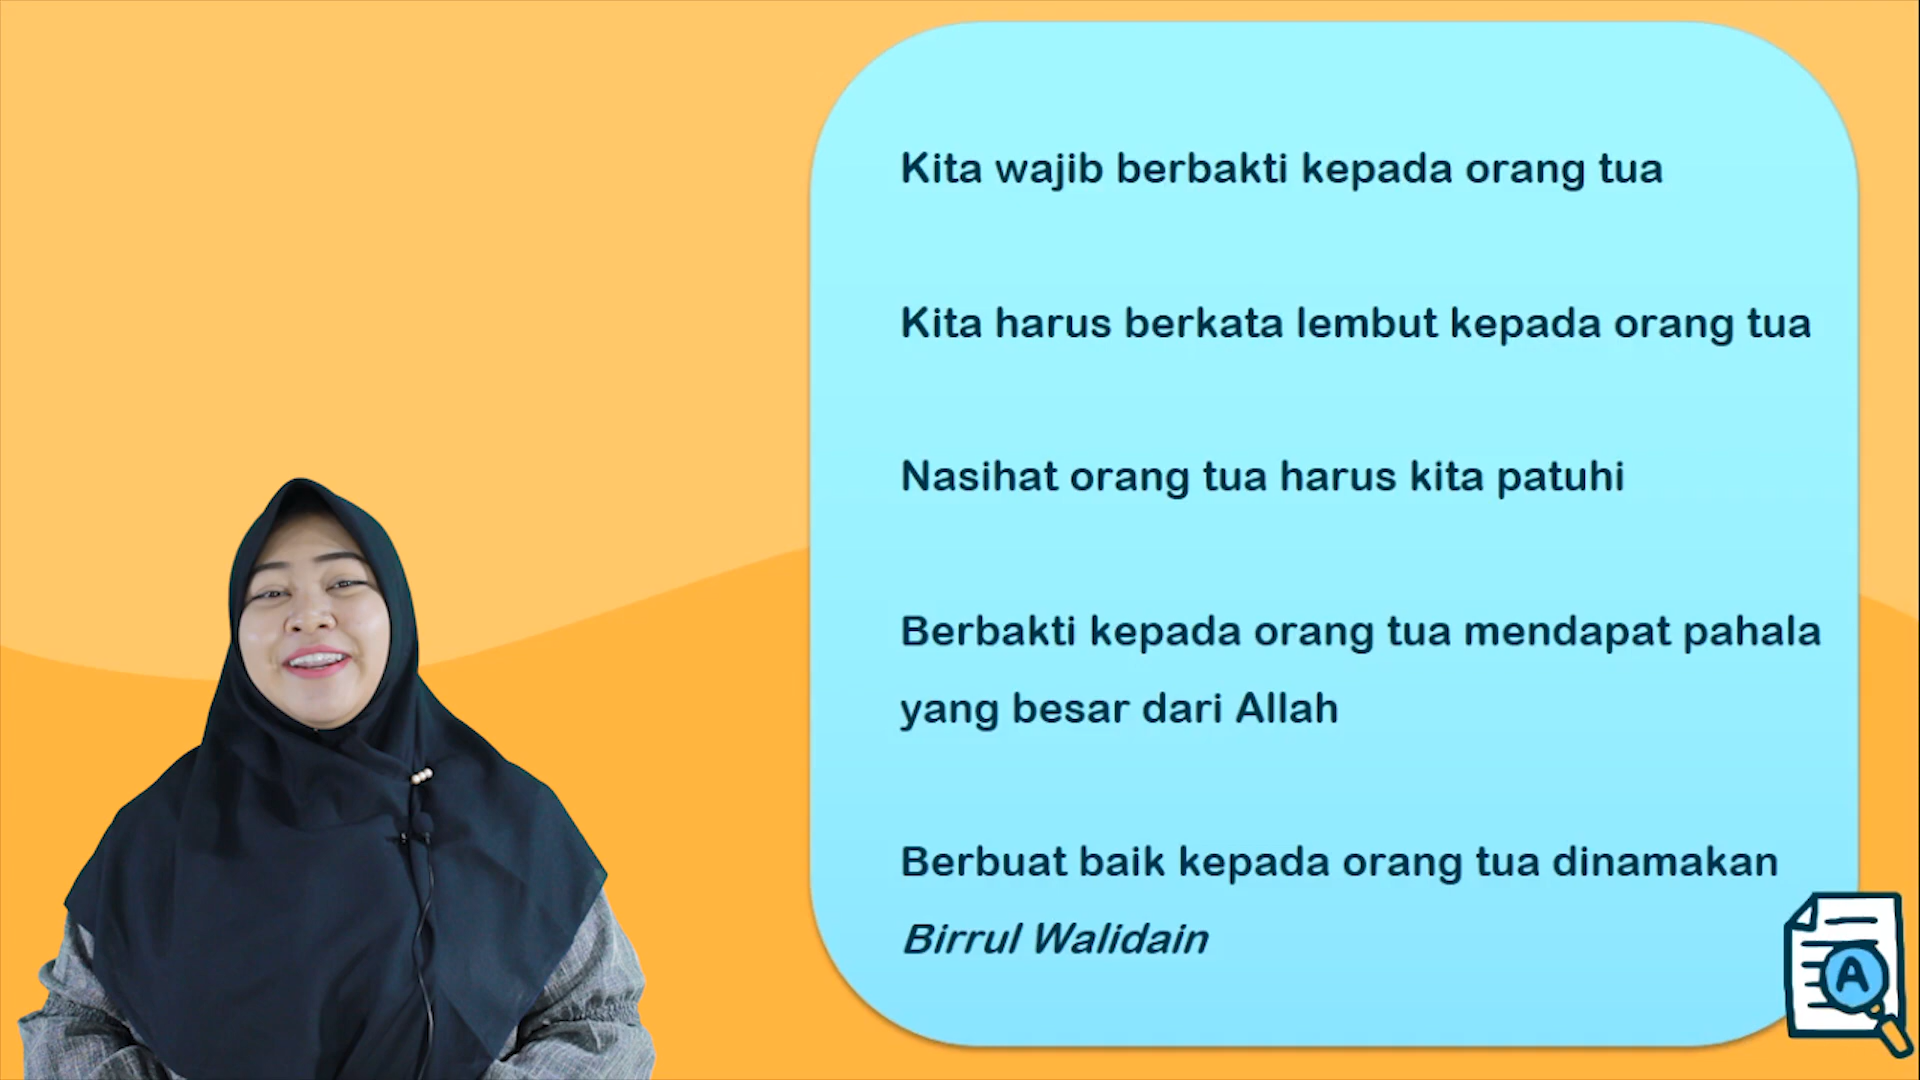 Kita wajib berbakti kepada orang tua
Kita harus berkata lembut kepada orang tua
Nasihat orang tua harus kita patuhi
Berbakti kepada orang tua mendapat pahala
yang besar dari Allah
Berbuat baik kepada orang tua dinamakan
Birrul Walidain
A